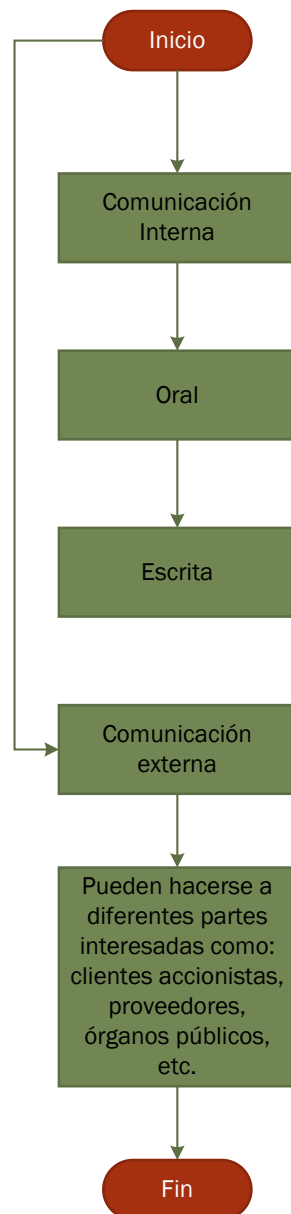 Inicio
Comunicación
Interna
Oral
Escrita
Comunicación
externa
Pueden hacerse a
diferentes partes
interesadas como:
clientes accionistas,
proveedores,
órganos públicos,
etc.
Fin